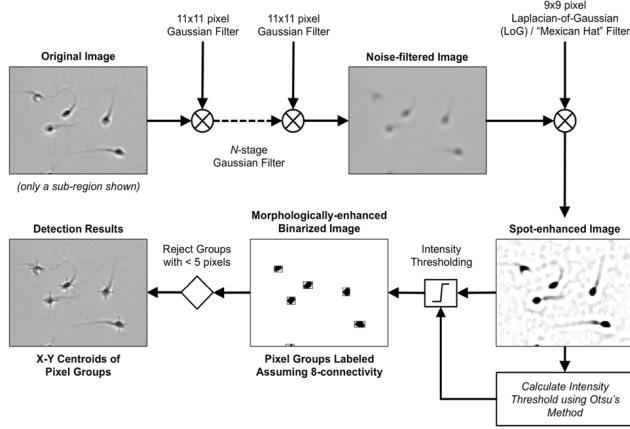 11x11 pixel
Gaussian Filter
11x11 pixel
Gaussian Filter
9x9 pixel
Laplacian-of-Gaussian
(LoG) / "Mexican Hat" Filter
Original Image
Noise-filtered Image
N-stage
Gaussian Filter
(only a sub-region shown)
Detection Results
Reject Groups
with < 5 pixels
Morphologically-enhanced
Binarized Image
Intensity
Thresholding
Spot-enhanced Image
X-Y Centroids of
Pixel Groups
Pixel Groups Labeled
Assuming 8-connectivity
Calculate Intensity
Threshold using Otsu's
Method